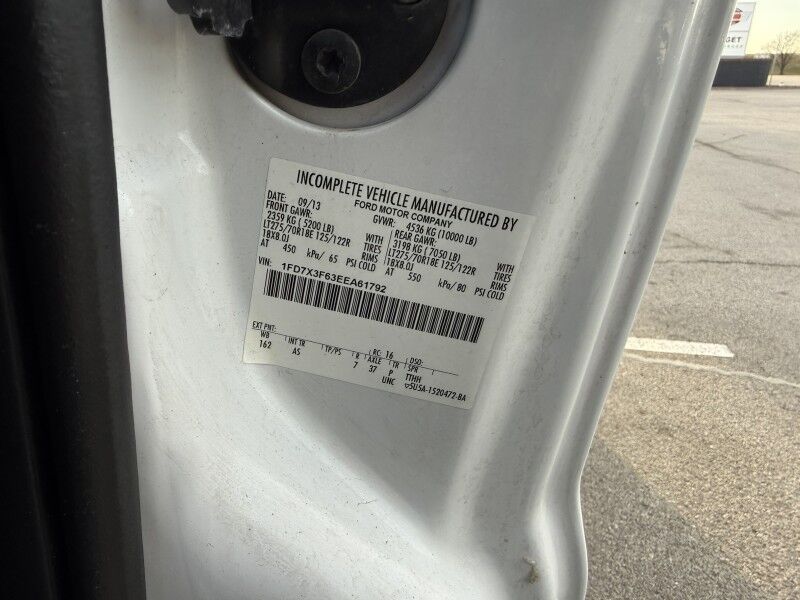 INCOMPLETE VEHICLE MANUFACTURED BY
FORD MOTOR COMPANY
DATE: 09/13 GVWR: 4536 KG (10000 LB)
FRONT GAWR: REAR GAWR:
2359 KG (5200 LB) WITH 3198 KG (7050 LB) WITH
LT275/70R18E 125/122R TIRES LT275/70R18E 125/122R TIRES
18X8.0J RIMS 18X8.0J RIMS
AT 450 kPa/ 65 PSI COLD AT 550 kPa/ 80 PSI COLD
VIN: 1FD7X3F63EEA61792
EXT PNT: RC: 16 DSO:
WB INT TR TP/PS R AXLE TR SPR
162 AS 7 37 P TTHH
UNC 5U5A-1520472-BA
GET